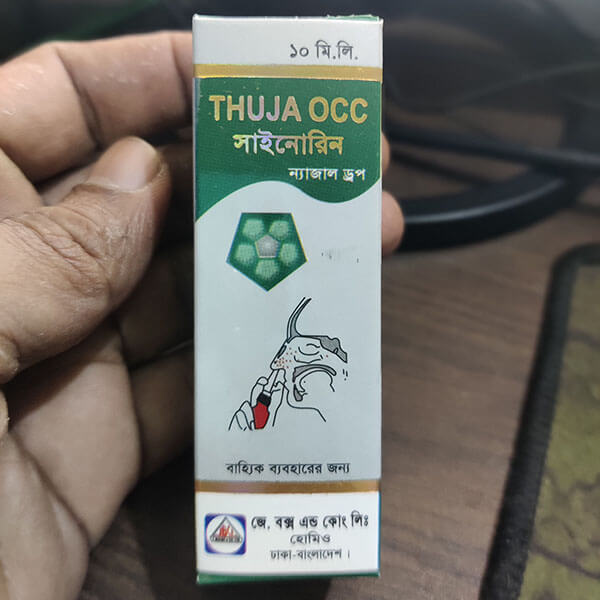 ১০ মি.লি.
THUJA OCC
সাইনোরিন
ন্যাজাল ড্রপ
বাহ্যিক ব্যবহারের জন্য
জে, বক্স এন্ড কোং লিঃ
হোমিও
ঢাকা-বাংলাদেশ।